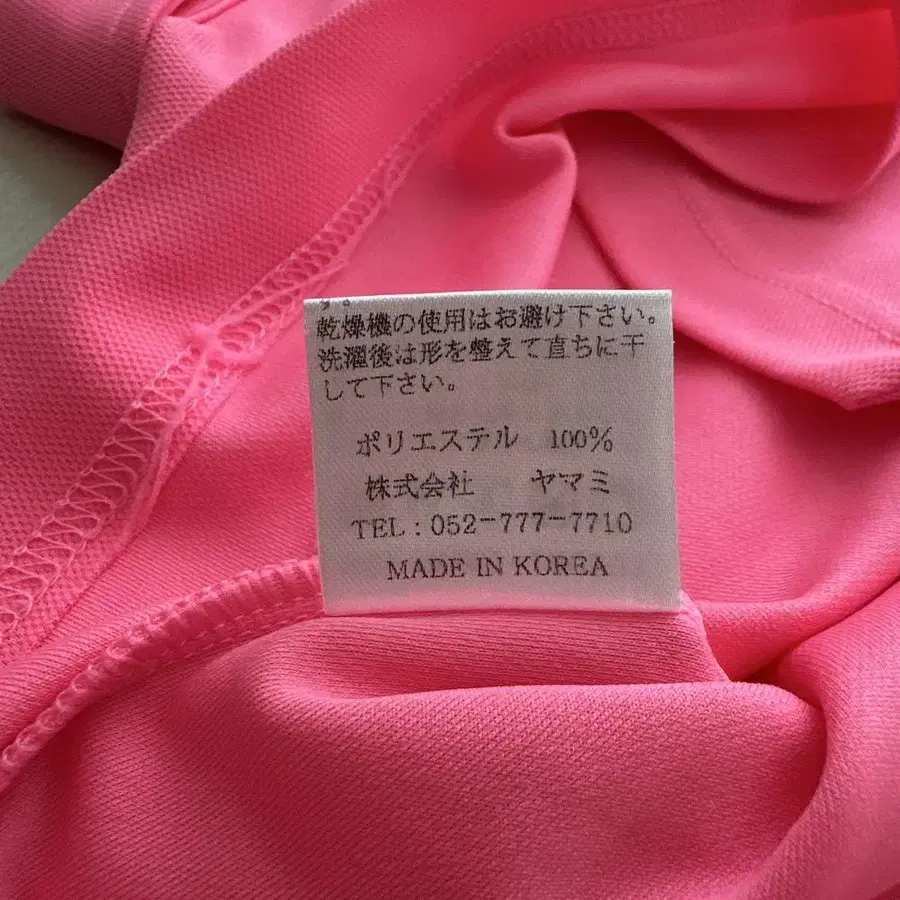 乾燥機の使用はお避け下さい。
洗濯後は形を整えて直ちに干
して下さい。
ポリエステル 100%
株式会社 ヤマミ
TEL : 052-777-7710
MADE IN KOREA